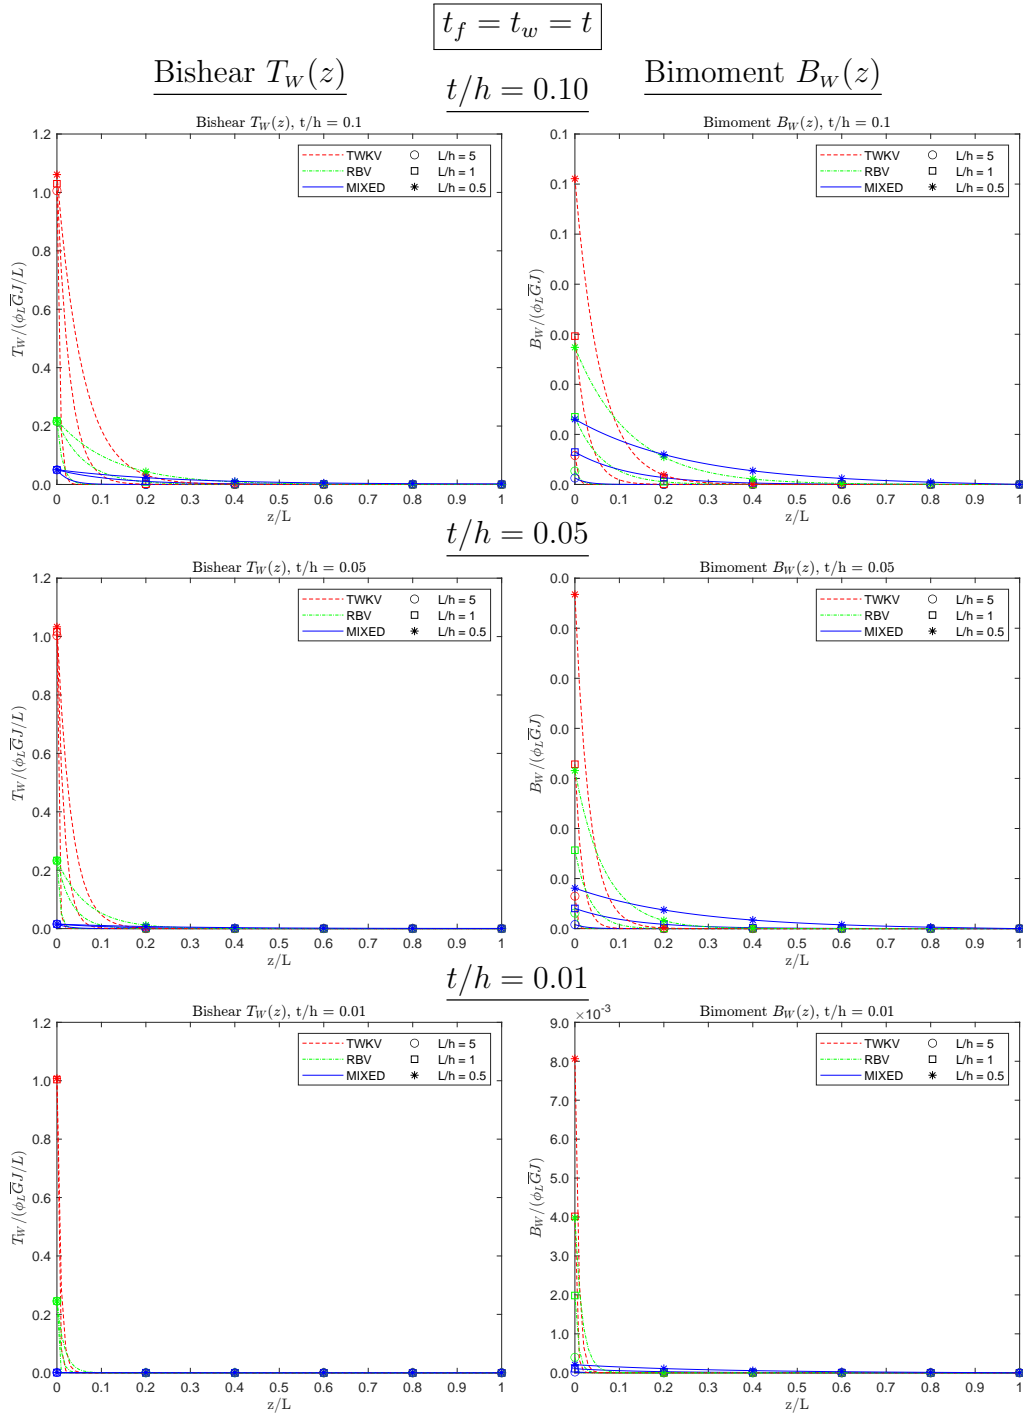 t_f = t_w = t
Bishear T_W(z)
Bimoment B_W(z)
t/h = 0.10
Bishear T_W(z), t/h = 0.1
1.2
1.0
0.8
0.6
0.4
0.2
0.0
T_W/(ϕ_L G̅J/L)
TWKV
RBV
MIXED
L/h = 5
L/h = 1
L/h = 0.5
0 0.1 0.2 0.3 0.4 0.5 0.6 0.7 0.8 0.9 1
z/L
Bimoment B_W(z), t/h = 0.1
0.1
0.1
0.1
0.0
0.0
0.0
0.0
0.0
B_W/(ϕ_L G̅J)
TWKV
RBV
MIXED
L/h = 5
L/h = 1
L/h = 0.5
0 0.1 0.2 0.3 0.4 0.5 0.6 0.7 0.8 0.9 1
z/L
t/h = 0.05
Bishear T_W(z), t/h = 0.05
1.2
1.0
0.8
0.6
0.4
0.2
0.0
T_W/(ϕ_L G̅J/L)
TWKV
RBV
MIXED
L/h = 5
L/h = 1
L/h = 0.5
0 0.1 0.2 0.3 0.4 0.5 0.6 0.7 0.8 0.9 1
z/L
Bimoment B_W(z), t/h = 0.05
0.0
0.0
0.0
0.0
0.0
0.0
0.0
0.0
B_W/(ϕ_L G̅J)
TWKV
RBV
MIXED
L/h = 5
L/h = 1
L/h = 0.5
0 0.1 0.2 0.3 0.4 0.5 0.6 0.7 0.8 0.9 1
z/L
t/h = 0.01
Bishear T_W(z), t/h = 0.01
1.2
1.0
0.8
0.6
0.4
0.2
0.0
T_W/(ϕ_L G̅J/L)
TWKV
RBV
MIXED
L/h = 5
L/h = 1
L/h = 0.5
0 0.1 0.2 0.3 0.4 0.5 0.6 0.7 0.8 0.9 1
z/L
×10⁻³
Bimoment B_W(z), t/h = 0.01
9.0
8.0
7.0
6.0
5.0
4.0
3.0
2.0
1.0
0.0
B_W/(ϕ_L G̅J)
TWKV
RBV
MIXED
L/h = 5
L/h = 1
L/h = 0.5
0 0.1 0.2 0.3 0.4 0.5 0.6 0.7 0.8 0.9 1
z/L